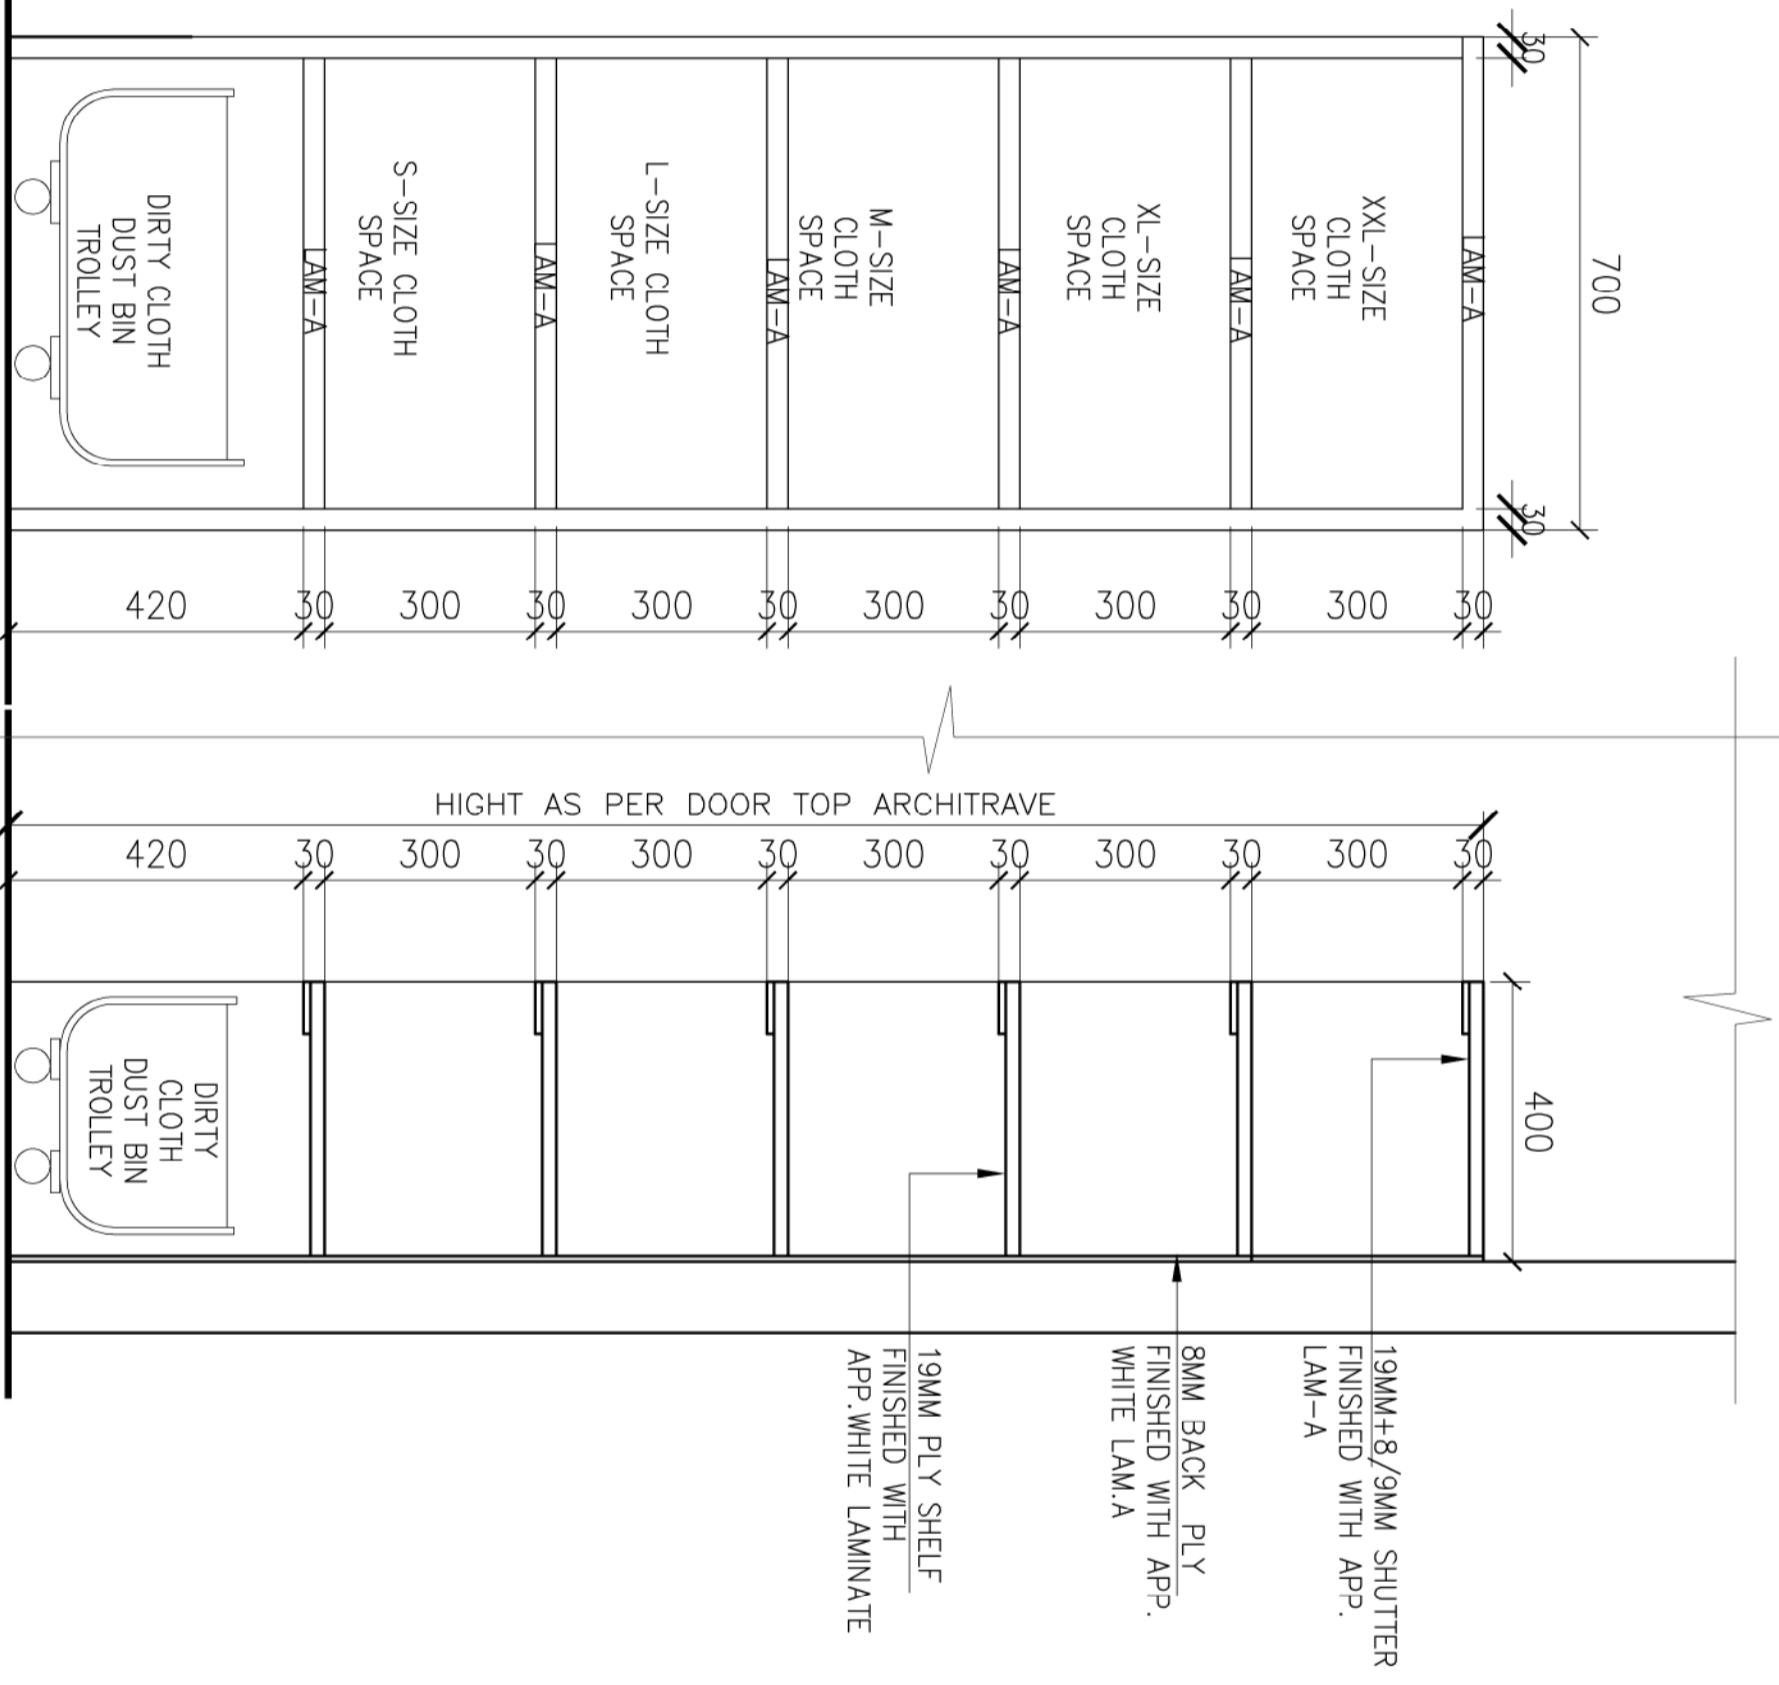 30
700
30
LAM-A
XXL-SIZE
CLOTH
SPACE
LAM-A
XL-SIZE
CLOTH
SPACE
LAM-A
M-SIZE
CLOTH
SPACE
LAM-A
L-SIZE CLOTH
SPACE
LAM-A
S-SIZE CLOTH
SPACE
LAM-A
DIRTY CLOTH
DUST BIN
TROLLEY
420 30 300 30 300 30 300 30 300 30 300 30
HIGHT AS PER DOOR TOP ARCHITRAVE
420 30 300 30 300 30 300 30 300 30 300 30
400
DIRTY
CLOTH
DUST BIN
TROLLEY
19MM+8/9MM SHUTTER
FINISHED WITH APP.
LAM-A
8MM BACK PLY
FINISHED WITH APP.
WHITE LAM.A
19MM PLY SHELF
FINISHED WITH
APP.WHITE LAMINATE